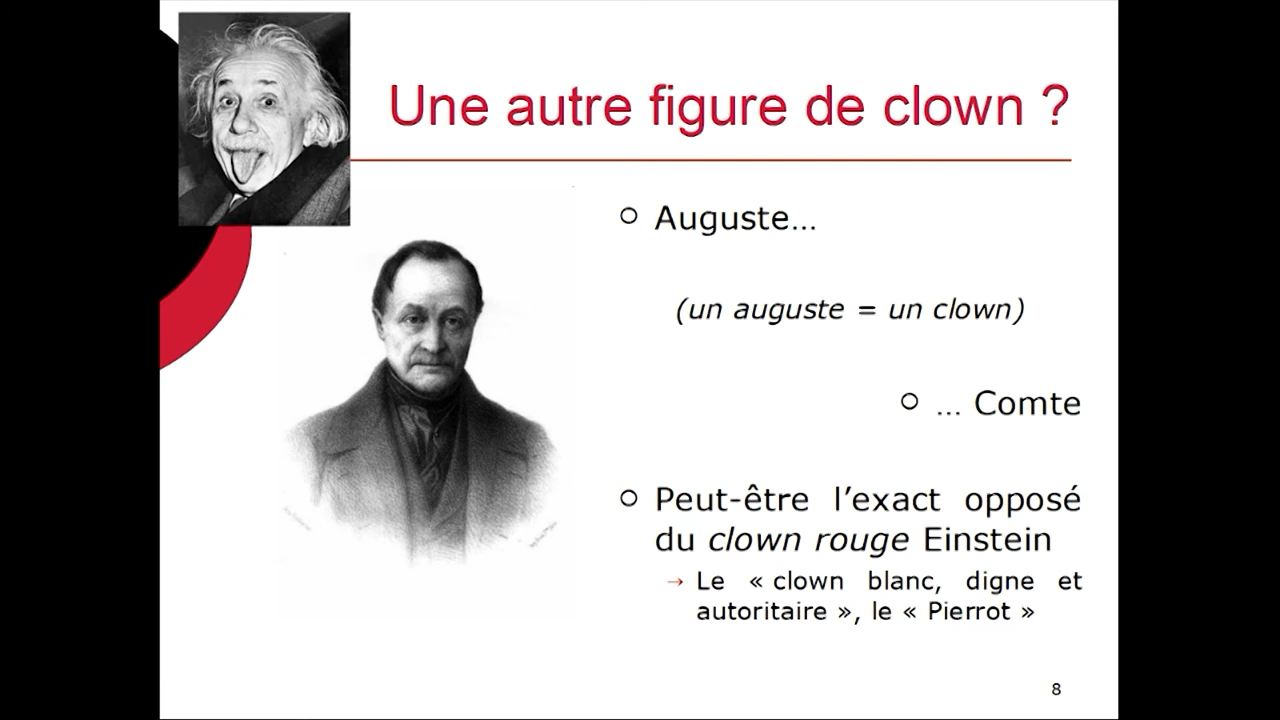 Une autre figure de clown ?
Auguste...
(un auguste = un clown)
... Comte
Peut-être l’exact opposé
du clown rouge Einstein
→ Le « clown blanc, digne et
autoritaire », le « Pierrot »
8